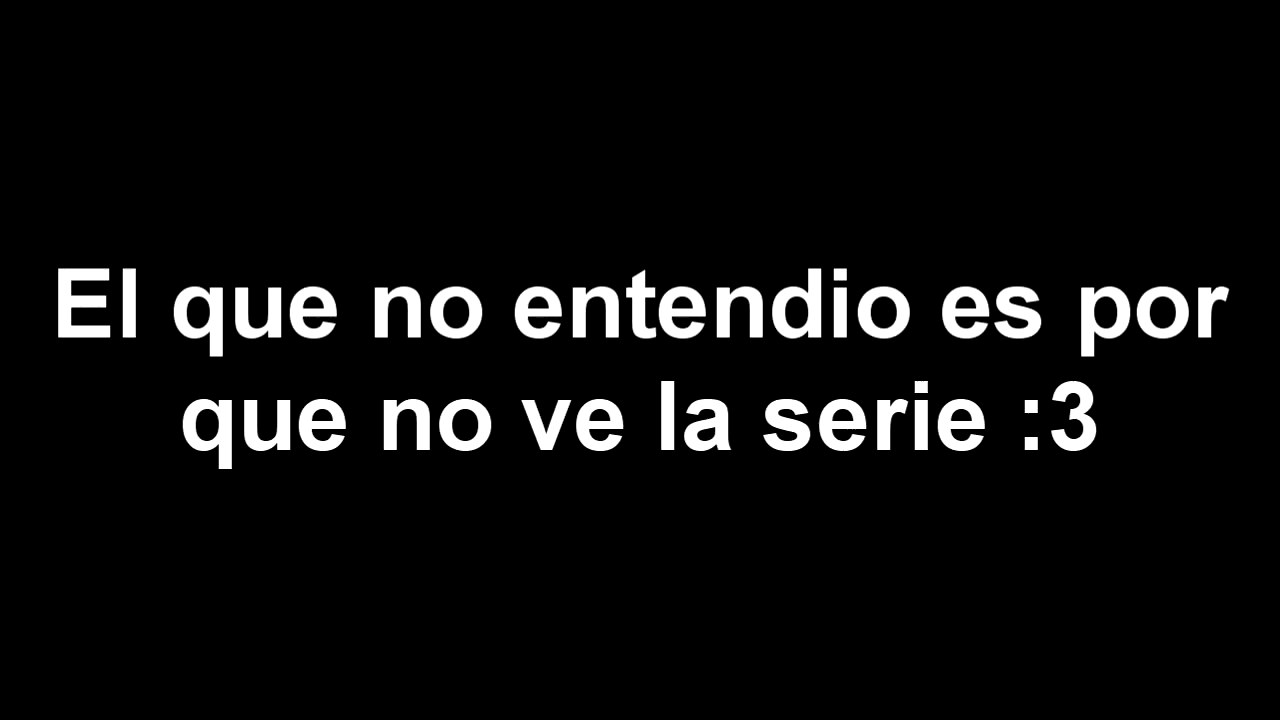 El que no entendio es por
que no ve la serie :3